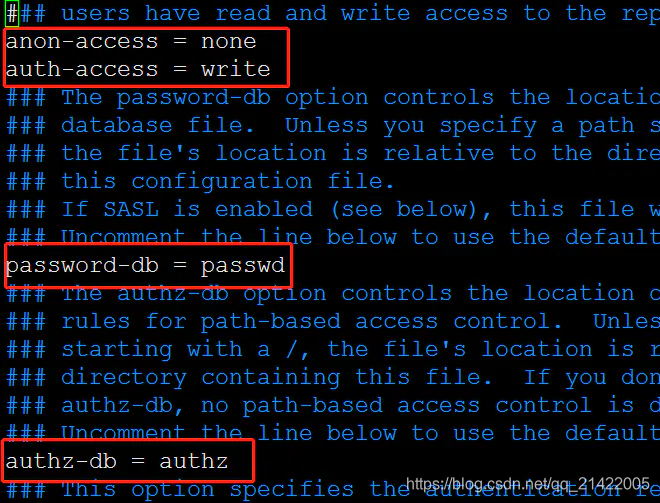 ### users have read and write access to the rep
anon-access = none
auth-access = write
### The password-db option controls the locatio
### database file.  Unless you specify a path s
### the file's location is relative to the dire
### this configuration file.
### If SASL is enabled (see below), this file w
### Uncomment the line below to use the default
password-db = passwd
### The authz-db option controls the location o
### rules for path-based access control.  Unles
### starting with a /, the file's location is r
### directory containing this file.  If you don
### authz-db, no path-based access control is d
### Uncomment the line below to use the default
authz-db = authz
https://blog.csdn.net/qq_21422005
### This option specifies the authentication re